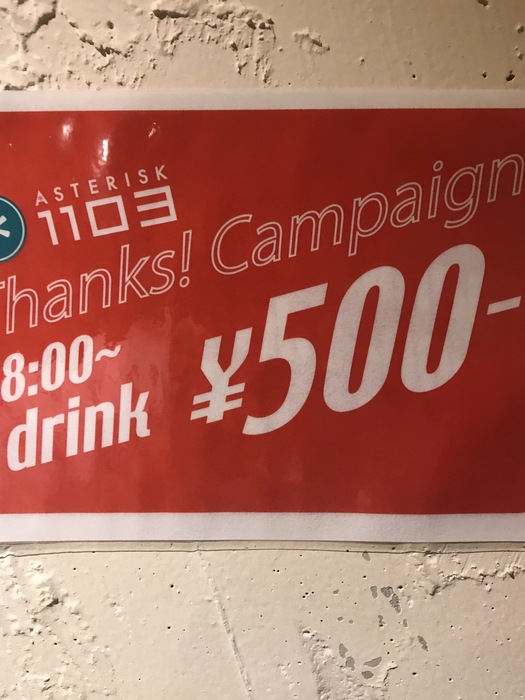 ASTERISK
1103
Thanks! Campaign
8:00~
drink
¥500-